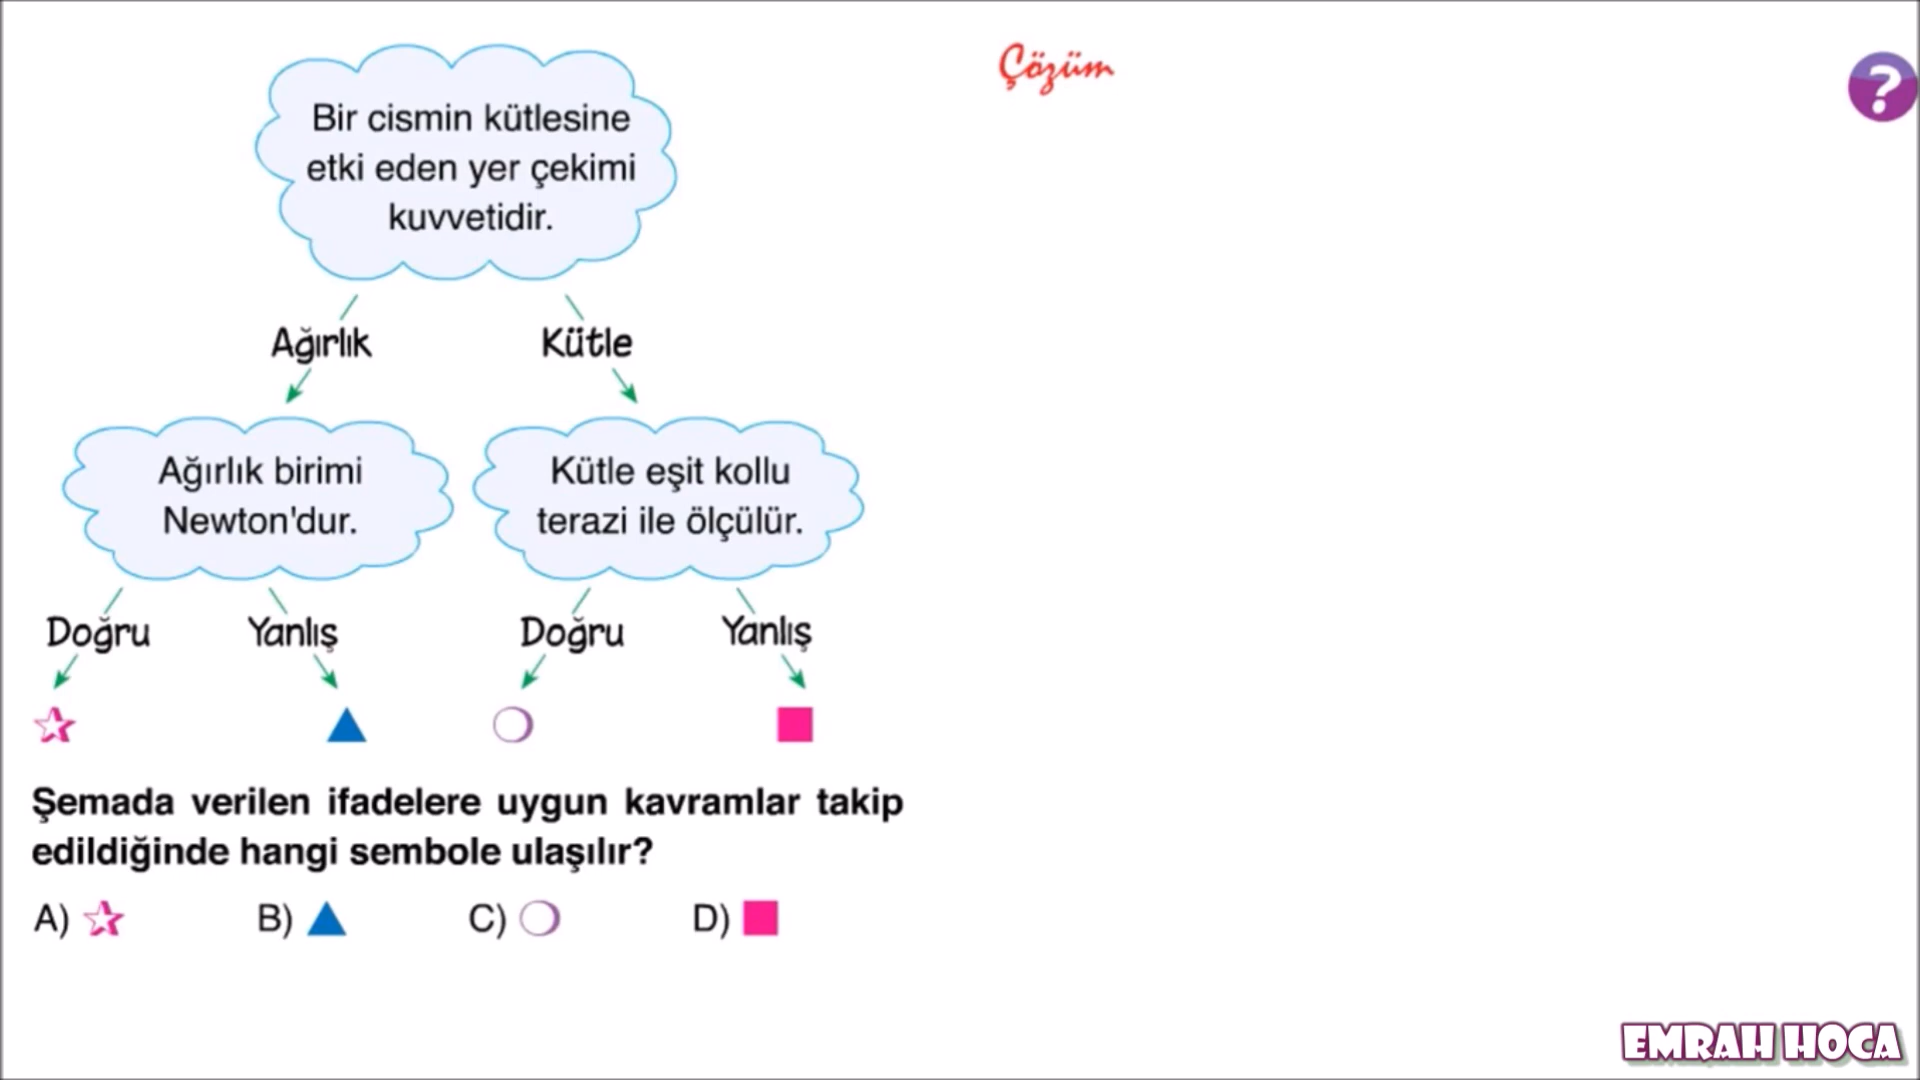 Çözüm
?
Bir cismin kütlesine
etki eden yer çekimi
kuvvetidir.
Ağırlık
Kütle
Ağırlık birimi
Newton'dur.
Kütle eşit kollu
terazi ile ölçülür.
Doğru
Yanlış
Doğru
Yanlış
Şemada verilen ifadelere uygun kavramlar takip
edildiğinde hangi sembole ulaşılır?
A)
B)
C)
D)
EMRAH HOCA